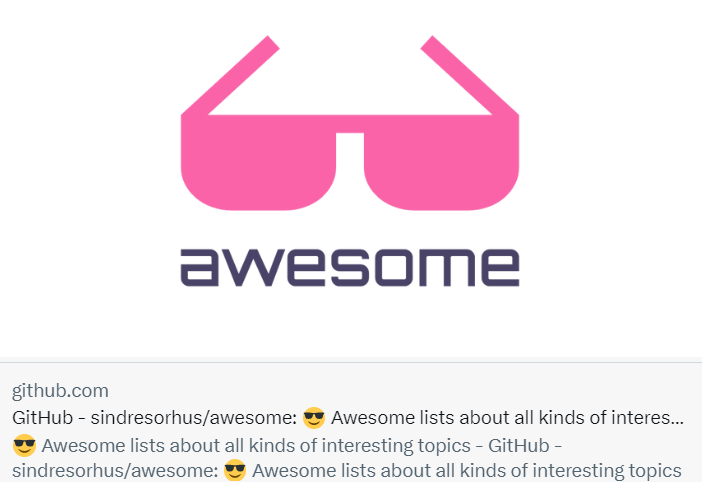 awesome
github.com
GitHub - sindresorhus/awesome: 😎 Awesome lists about all kinds of interes...
😎 Awesome lists about all kinds of interesting topics - GitHub -
sindresorhus/awesome: 😎 Awesome lists about all kinds of interesting topics